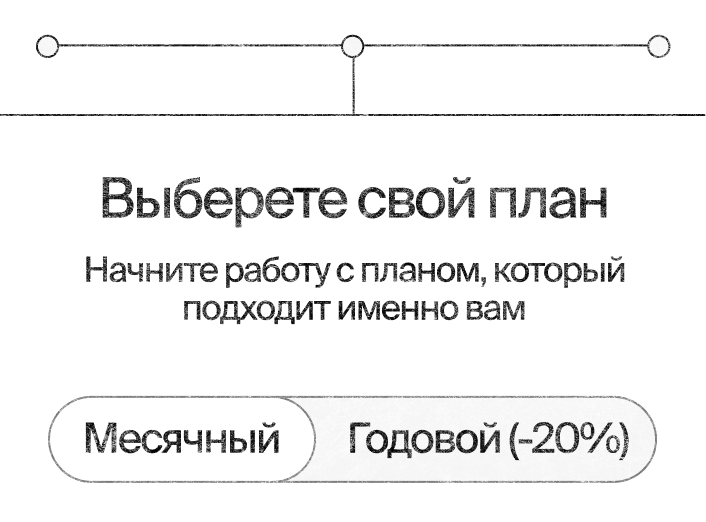 Выберете свой план
Начните работу с планом, который
подходит именно вам
Месячный
Годовой (-20%)